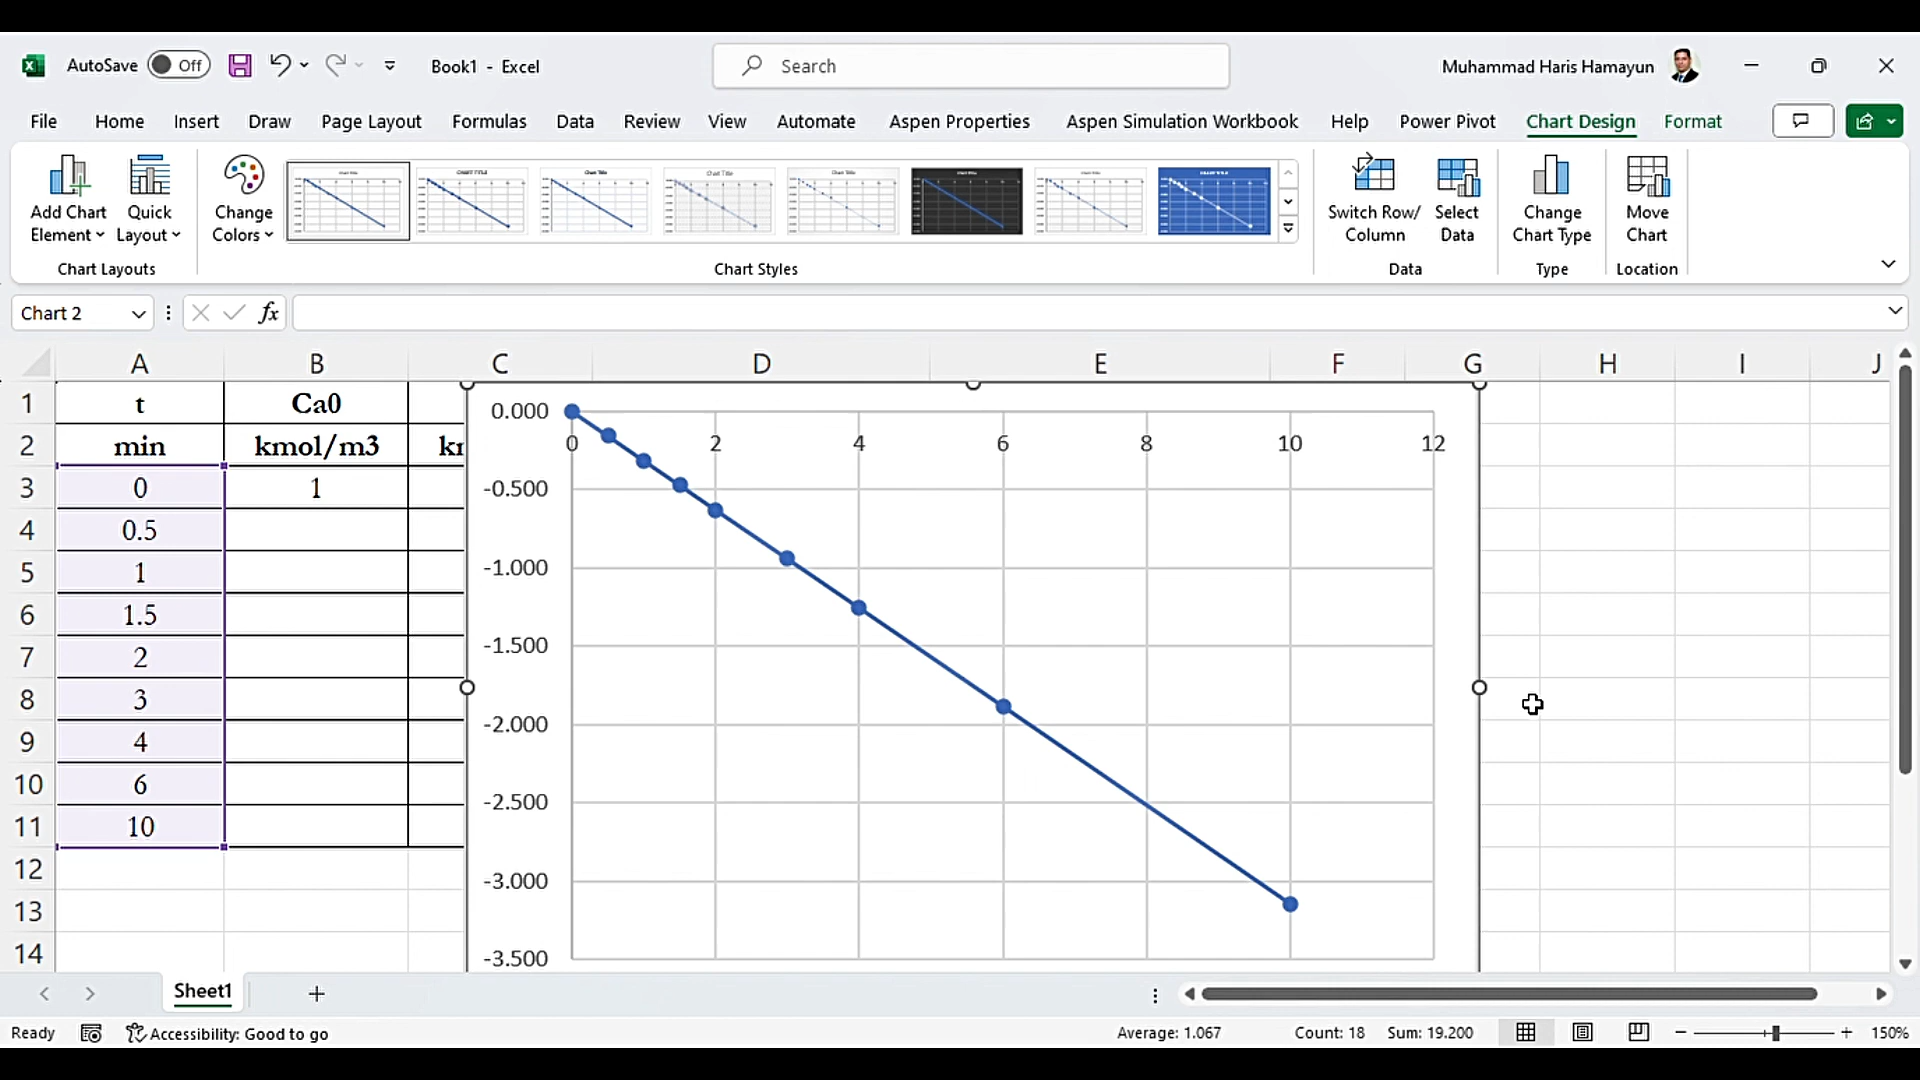 AutoSave Off Book1 - Excel Search Muhammad Haris Hamayun
File Home Insert Draw Page Layout Formulas Data Review View Automate Aspen Properties Aspen Simulation Workbook Help Power Pivot Chart Design Format
Add Chart Element Quick Layout Change Colors Switch Row/ Column Select Data Change Chart Type Move Chart
Chart Layouts Chart Styles Data Type Location
Chart 2 fx
A B C D E F G H I J
1 t Ca0
2 min kmol/m3
3 0 1
4 0.5
5 1
6 1.5
7 2
8 3
9 4
10 6
11 10
12
13
14
0.000
0 2 4 6 8 10 12
-0.500
-1.000
-1.500
-2.000
-2.500
-3.000
-3.500
Sheet1
Ready Accessibility: Good to go Average: 1.067 Count: 18 Sum: 19.200 150%